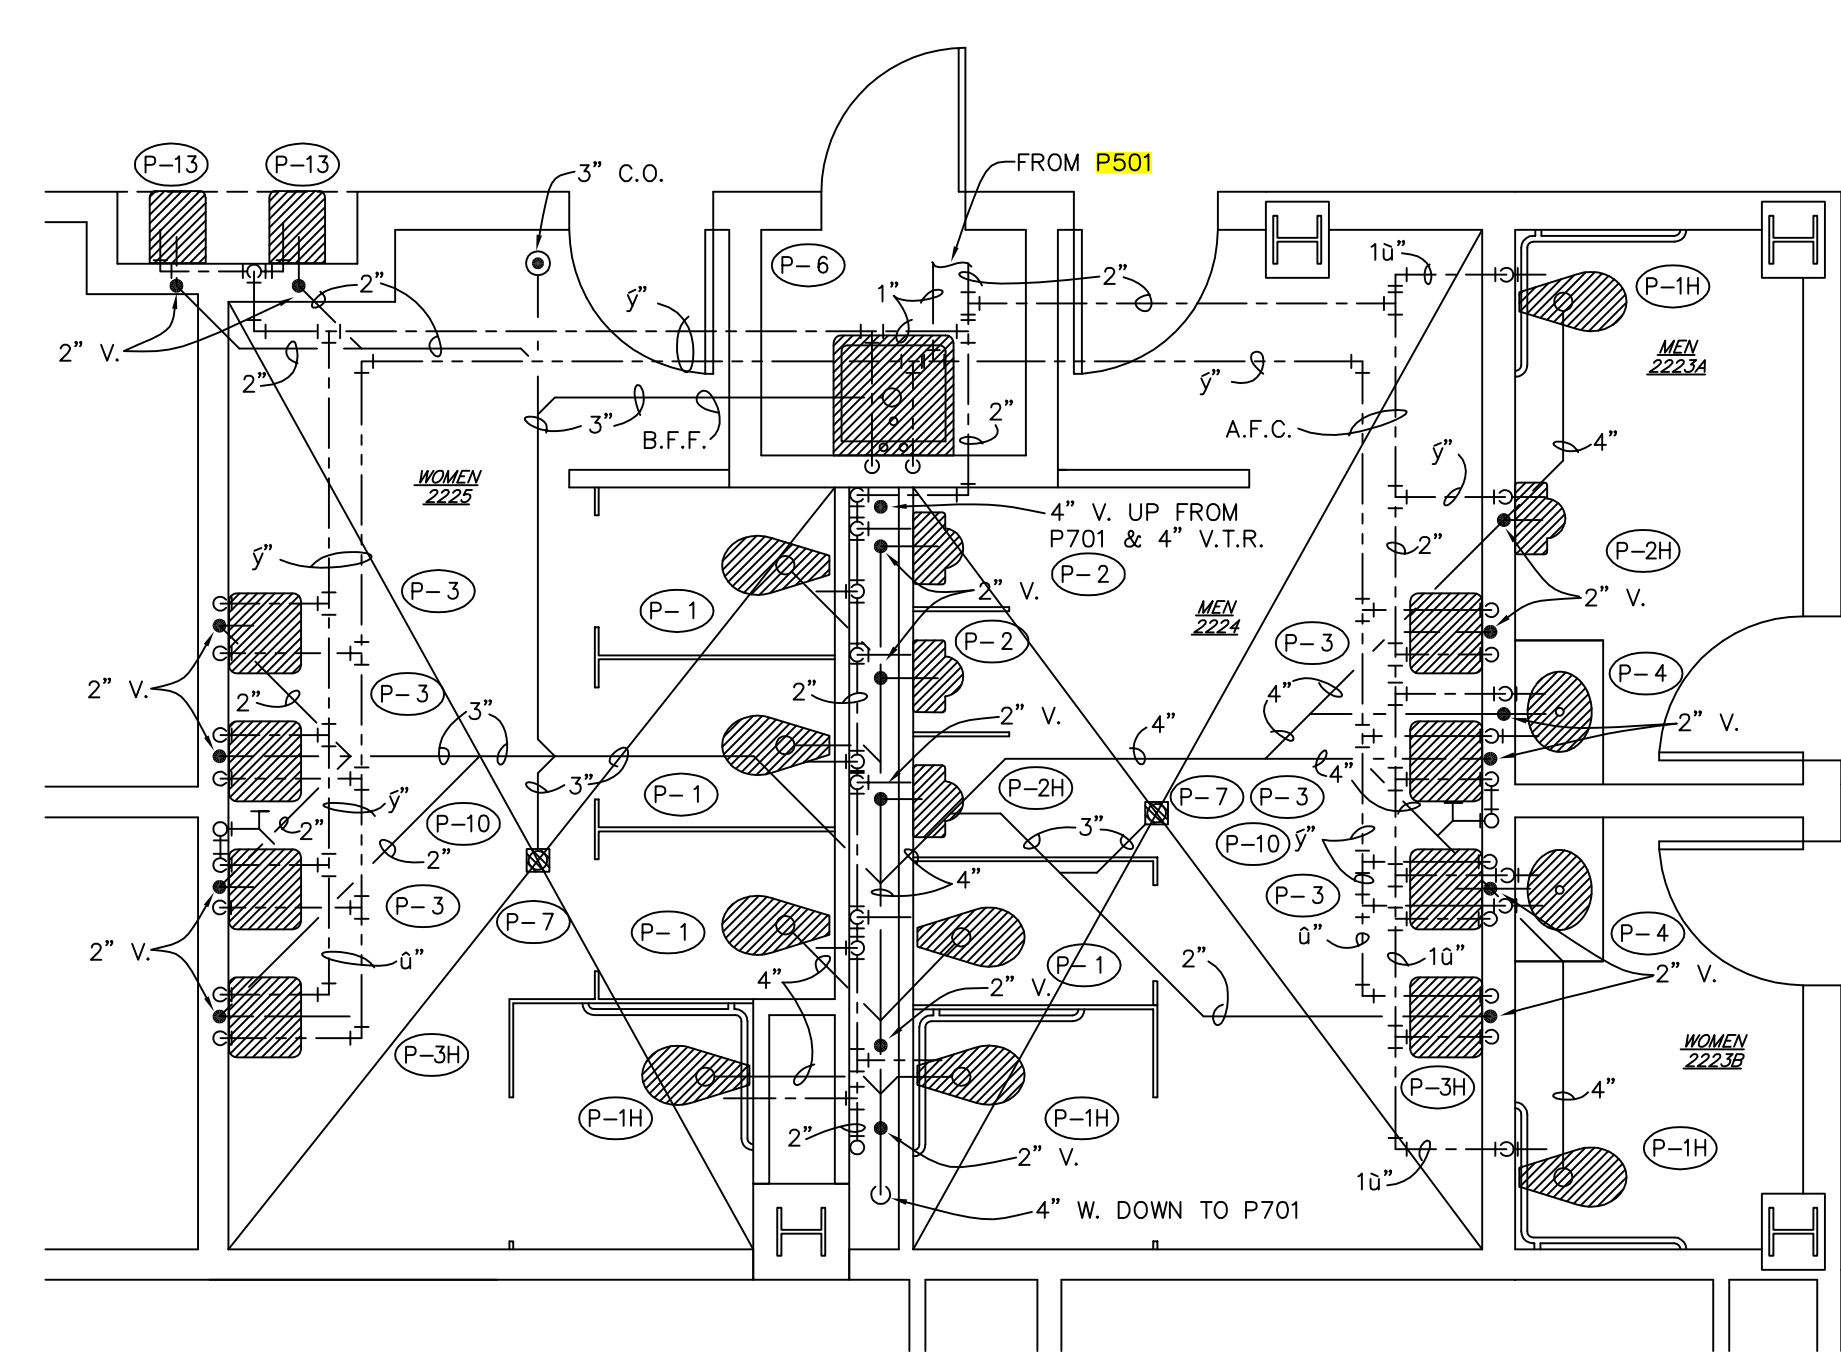 P-13
P-13
3" C.O.
FROM P501
P-6
1ù"
2"
2"
1"
ý"
P-1H
2" V.
MEN
2223A
2"
ý"
3"
B.F.F.
2"
A.F.C.
4"
ý"
WOMEN
2225
4" V. UP FROM
P701 & 4" V.T.R.
2"
P-2H
ý"
P-3
P-2
2" V.
2" V.
P-1
MEN
2224
P-2
P-3
2" V.
P-3
2"
2"
4"
P-4
3"
2" V.
4"
2" V.
3"
4"
P-1
P-2H
P-7
P-3
ý"
P-10
2"
3"
P-10
ý"
2"
4"
P-3
P-3
P-7
P-1
P-4
2" V.
û"
û"
1û"
4"
2" V.
P-1
2"
2" V.
P-3H
WOMEN
2223B
P-3H
4"
P-1H
2"
P-1H
P-1H
2" V.
1ù"
4" W. DOWN TO P701